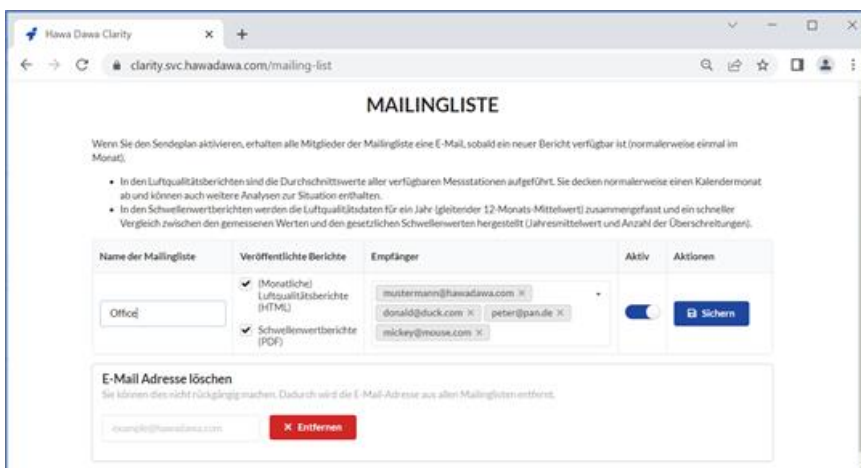 Hawa Dawa Clarity
clarity.svc.hawadawa.com/mailing-list
MAILINGLISTE
Wenn Sie den Sendeplan aktivieren, erhalten alle Mitglieder der Mailingliste eine E-Mail, sobald ein neuer Bericht verfügbar ist (normalerweise einmal im
Monat).
• In den Luftqualitätsberichten sind die Durchschnittswerte aller verfügbaren Messstationen aufgeführt. Sie decken normalerweise einen Kalendermonat
ab und können auch weitere Analysen zur Situation enthalten.
• In den Schwellenwertberichten werden die Luftqualitätsdaten für ein Jahr (gleitender 12-Monats-Mittelwert) zusammengefasst und ein schneller
Vergleich zwischen den gemessenen Werten und den gesetzlichen Schwellenwerten hergestellt (Jahresmittelwert und Anzahl der Überschreitungen).
Name der Mailingliste Veröffentlichte Berichte Empfänger Aktiv Aktionen
Office
(Monatliche)
Luftqualitätsberichte
(HTML)
Schwellenwertberichte
(PDF)
mustermann@hawadawa.com
donald@duck.com peter@pan.de
mickey@mouse.com
Sichern
E-Mail Adresse löschen
Sie können dies nicht rückgängig machen. Dadurch wird die E-Mail-Adresse aus allen Mailinglisten entfernt.
example@hawadawa.com
Entfernen